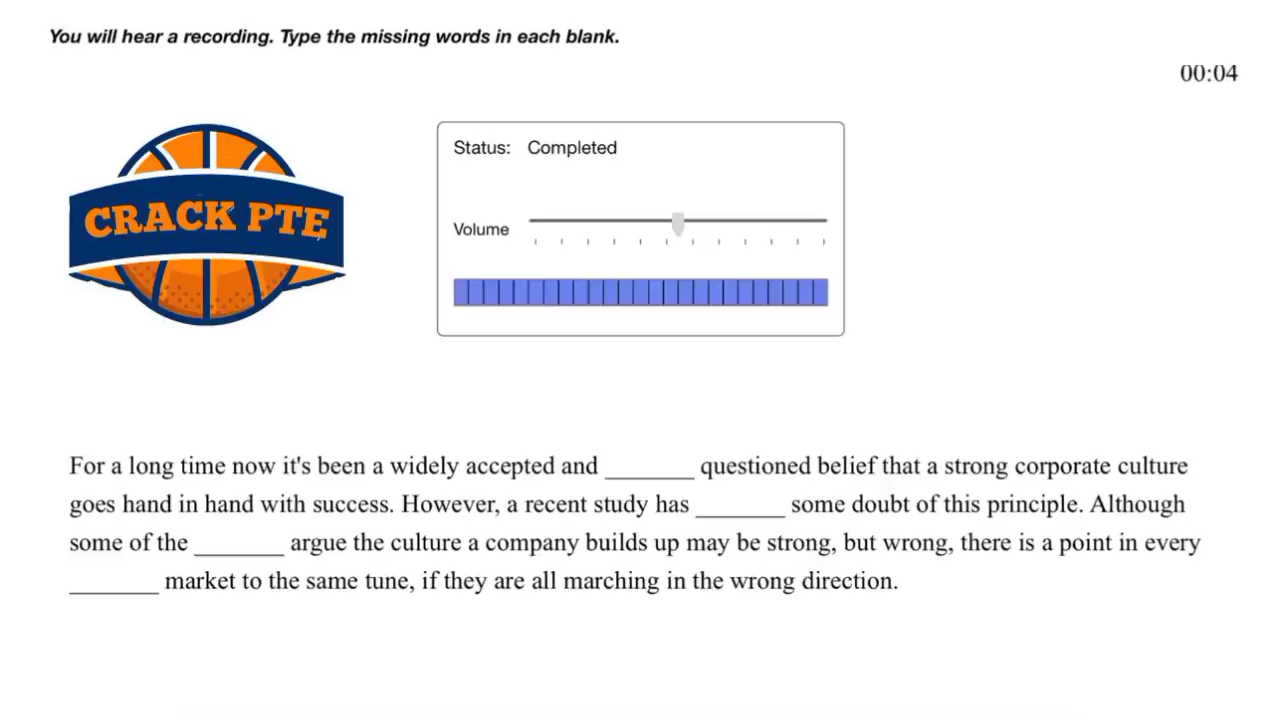 You will hear a recording. Type the missing words in each blank.
00:04
CRACK PTE
Status: Completed
Volume
For a long time now it's been a widely accepted and _______ questioned belief that a strong corporate culture
goes hand in hand with success. However, a recent study has _______ some doubt of this principle. Although
some of the _______ argue the culture a company builds up may be strong, but wrong, there is a point in every
_______ market to the same tune, if they are all marching in the wrong direction.